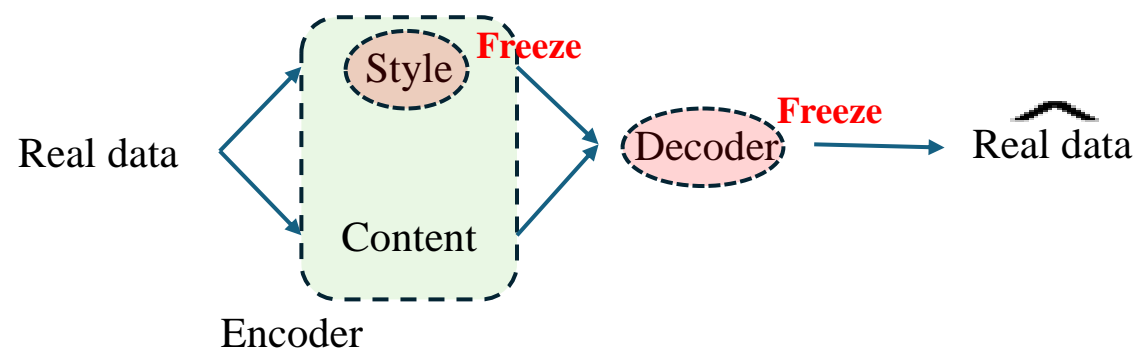 Style
Freeze
Real data
Content
Encoder
Decoder
Freeze
Real data